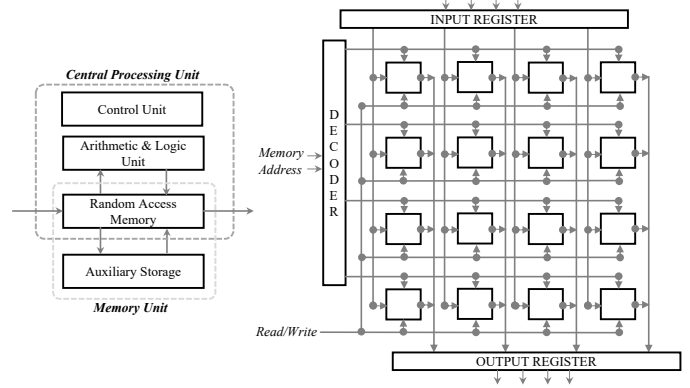 Central Processing Unit
Control Unit
Arithmetic & Logic
Unit
Random Access
Memory
Auxiliary Storage
Memory Unit
INPUT REGISTER
D
E
C
O
D
E
R
Memory
Address
Read/Write
OUTPUT REGISTER